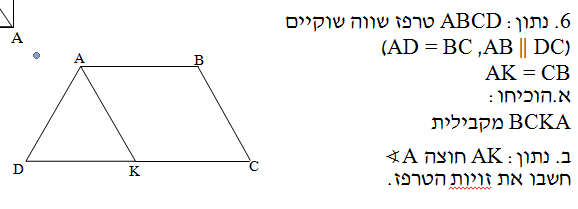 6. נתון: ABCD טרפז שווה שוקיים
(AD = BC ,AB || DC)
AK = CB
א.הוכיחו:
BCKA מקבילית
ב. נתון: AK חוצה A∢
חשבו את זויות הטרפז.
A
A
B
D
K
C